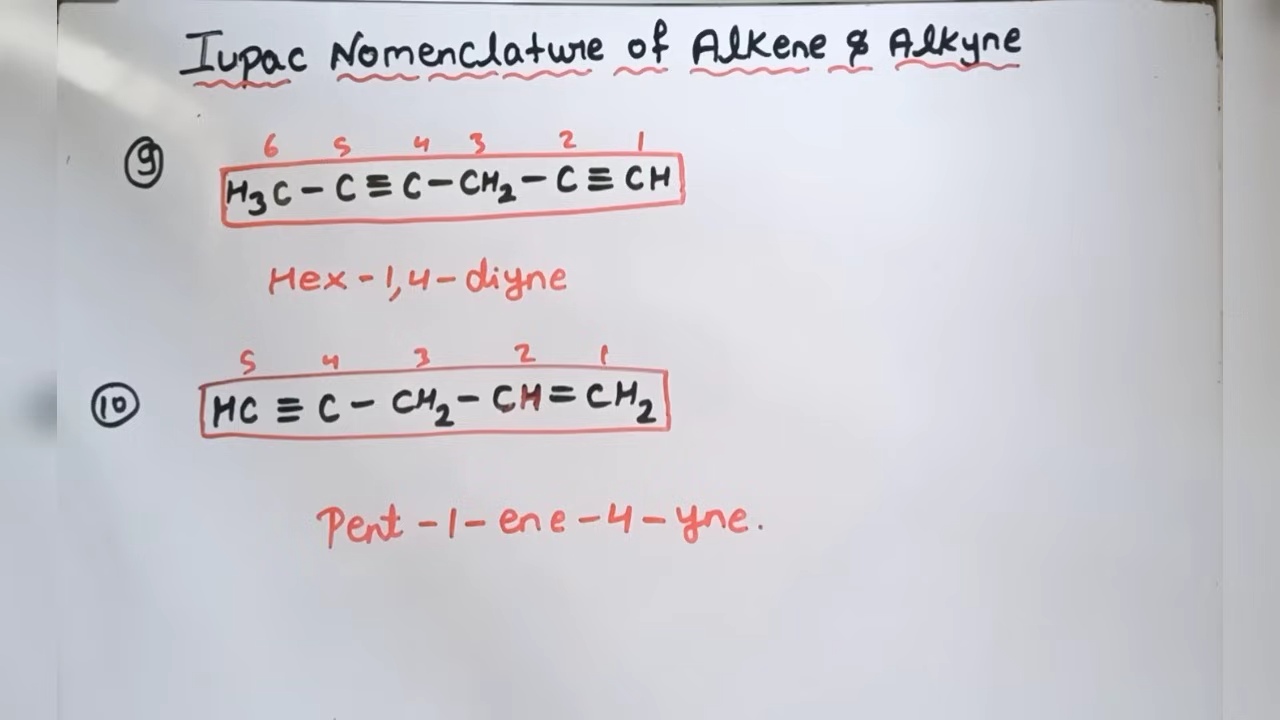 Iupac Nomenclature of Alkene & Alkyne
6 5 4 3 2 1
9 H₃C – C ≡ C – CH₂ – C ≡ CH
Hex - 1,4 - diyne
5 4 3 2 1
10 HC ≡ C – CH₂ – CH = CH₂
Pent - 1 - ene - 4 - yne.